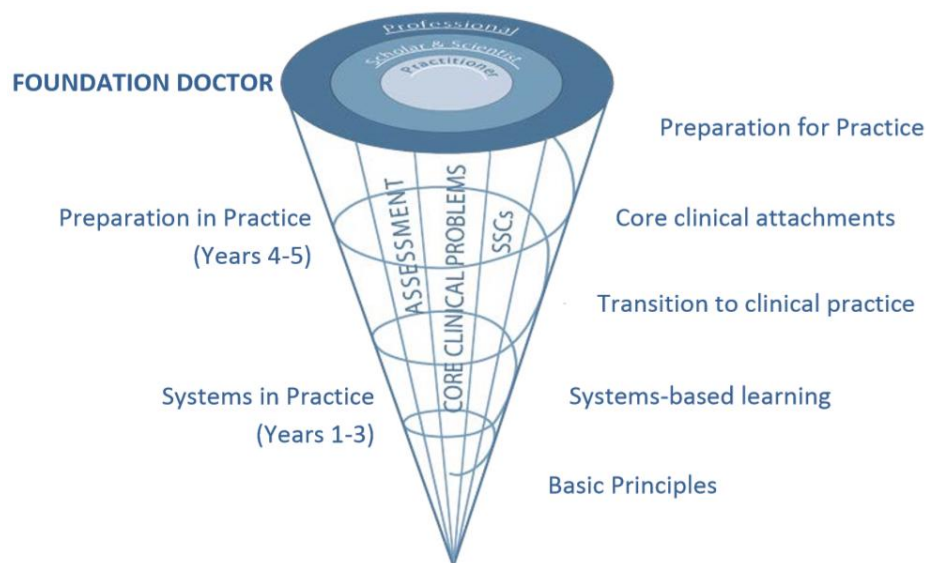 Professional
Scholar & Scientist
Practitioner
FOUNDATION DOCTOR
Preparation for Practice
Preparation in Practice
(Years 4-5)
Core clinical attachments
ASSESSMENT
CORE CLINICAL PROBLEMS
SSCs
Transition to clinical practice
Systems in Practice
(Years 1-3)
Systems-based learning
Basic Principles